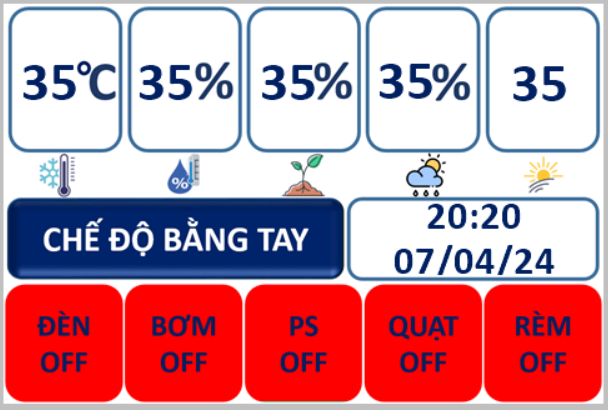 35°C 35% 35% 35% 35
%
CHẾ ĐỘ BẰNG TAY
20:20
07/04/24
ĐÈN
OFF
BƠM
OFF
PS
OFF
QUẠT
OFF
RÈM
OFF